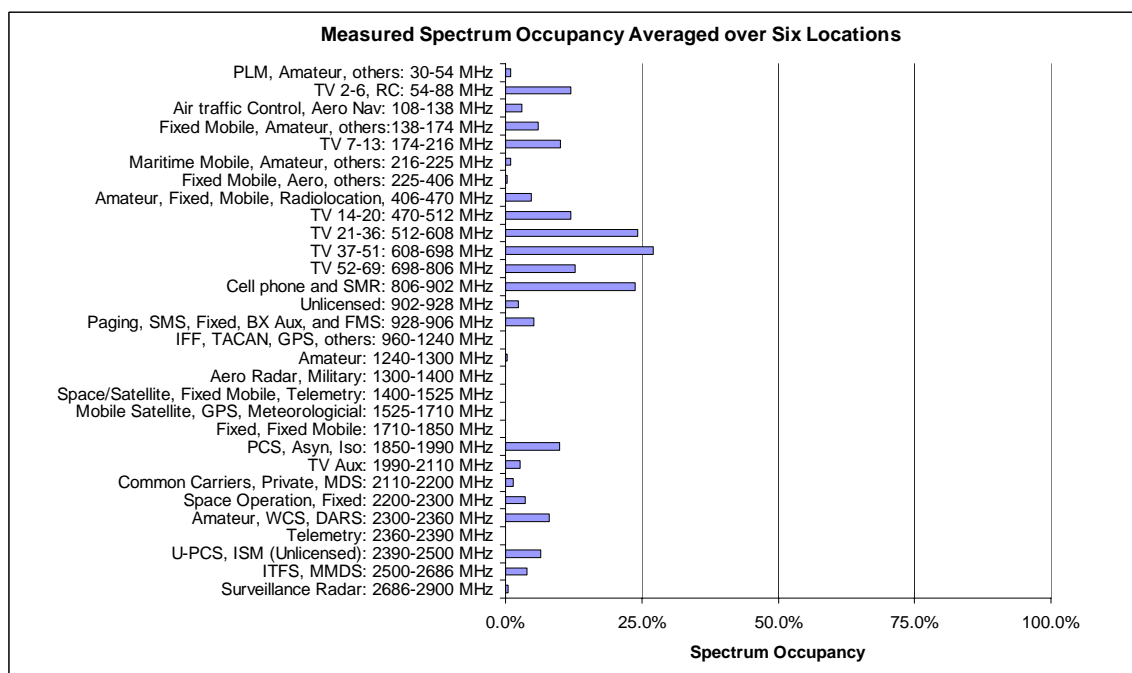 Measured Spectrum Occupancy Averaged over Six Locations
PLM, Amateur, others: 30-54 MHz
TV 2-6, RC: 54-88 MHz
Air traffic Control, Aero Nav: 108-138 MHz
Fixed Mobile, Amateur, others:138-174 MHz
TV 7-13: 174-216 MHz
Maritime Mobile, Amateur, others: 216-225 MHz
Fixed Mobile, Aero, others: 225-406 MHz
Amateur, Fixed, Mobile, Radiolocation, 406-470 MHz
TV 14-20: 470-512 MHz
TV 21-36: 512-608 MHz
TV 37-51: 608-698 MHz
TV 52-69: 698-806 MHz
Cell phone and SMR: 806-902 MHz
Unlicensed: 902-928 MHz
Paging, SMS, Fixed, BX Aux, and FMS: 928-906 MHz
IFF, TACAN, GPS, others: 960-1240 MHz
Amateur: 1240-1300 MHz
Aero Radar, Military: 1300-1400 MHz
Space/Satellite, Fixed Mobile, Telemetry: 1400-1525 MHz
Mobile Satellite, GPS, Meteorologicial: 1525-1710 MHz
Fixed, Fixed Mobile: 1710-1850 MHz
PCS, Asyn, Iso: 1850-1990 MHz
TV Aux: 1990-2110 MHz
Common Carriers, Private, MDS: 2110-2200 MHz
Space Operation, Fixed: 2200-2300 MHz
Amateur, WCS, DARS: 2300-2360 MHz
Telemetry: 2360-2390 MHz
U-PCS, ISM (Unlicensed): 2390-2500 MHz
ITFS, MMDS: 2500-2686 MHz
Surveillance Radar: 2686-2900 MHz
0.0% 25.0% 50.0% 75.0% 100.0%
Spectrum Occupancy